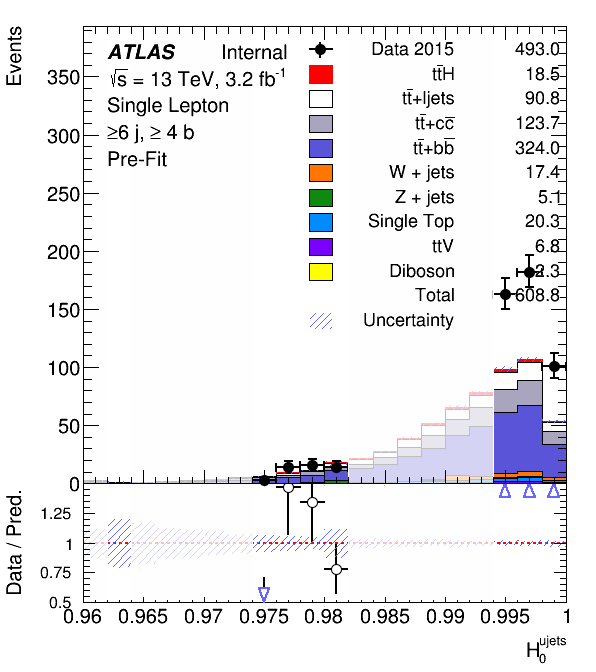 Events
ATLAS Internal
√s = 13 TeV, 3.2 fb⁻¹
Single Lepton
≥6 j, ≥ 4 b
Pre-Fit
Data 2015 493.0
tt̄H 18.5
tt̄+ljets 90.8
tt̄+cc̄ 123.7
tt̄+bb̄ 324.0
W + jets 17.4
Z + jets 5.1
Single Top 20.3
ttV 6.8
Diboson 2.3
Total 608.8
Uncertainty
350
300
250
200
150
100
50
0
Data / Pred.
1.25
1
0.75
0.5
0.96 0.965 0.97 0.975 0.98 0.985 0.99 0.995 1
H₀ᵘʲᵉᵗˢ